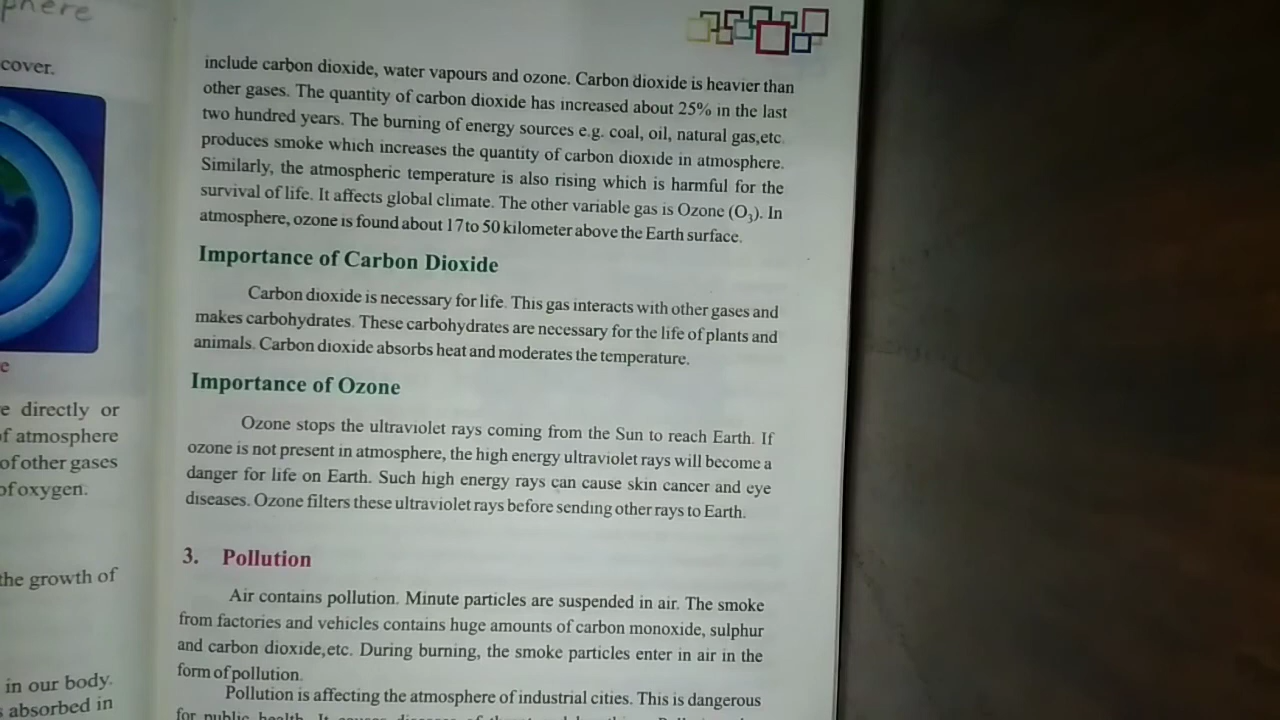 phere
cover.
e
e directly or
of atmosphere
of other gases
of oxygen.
the growth of
in our body.
absorbed in
include carbon dioxide, water vapours and ozone. Carbon dioxide is heavier than
other gases. The quantity of carbon dioxide has increased about 25% in the last
two hundred years. The burning of energy sources e.g. coal, oil, natural gas,etc.
produces smoke which increases the quantity of carbon dioxide in atmosphere.
Similarly, the atmospheric temperature is also rising which is harmful for the
survival of life. It affects global climate. The other variable gas is Ozone (O₃). In
atmosphere, ozone is found about 17 to 50 kilometer above the Earth surface.
Importance of Carbon Dioxide
Carbon dioxide is necessary for life. This gas interacts with other gases and
makes carbohydrates. These carbohydrates are necessary for the life of plants and
animals. Carbon dioxide absorbs heat and moderates the temperature.
Importance of Ozone
Ozone stops the ultraviolet rays coming from the Sun to reach Earth. If
ozone is not present in atmosphere, the high energy ultraviolet rays will become a
danger for life on Earth. Such high energy rays can cause skin cancer and eye
diseases. Ozone filters these ultraviolet rays before sending other rays to Earth.
3. Pollution
Air contains pollution. Minute particles are suspended in air. The smoke
from factories and vehicles contains huge amounts of carbon monoxide, sulphur
and carbon dioxide,etc. During burning, the smoke particles enter in air in the
form of pollution.
Pollution is affecting the atmosphere of industrial cities. This is dangerous
for public health. It